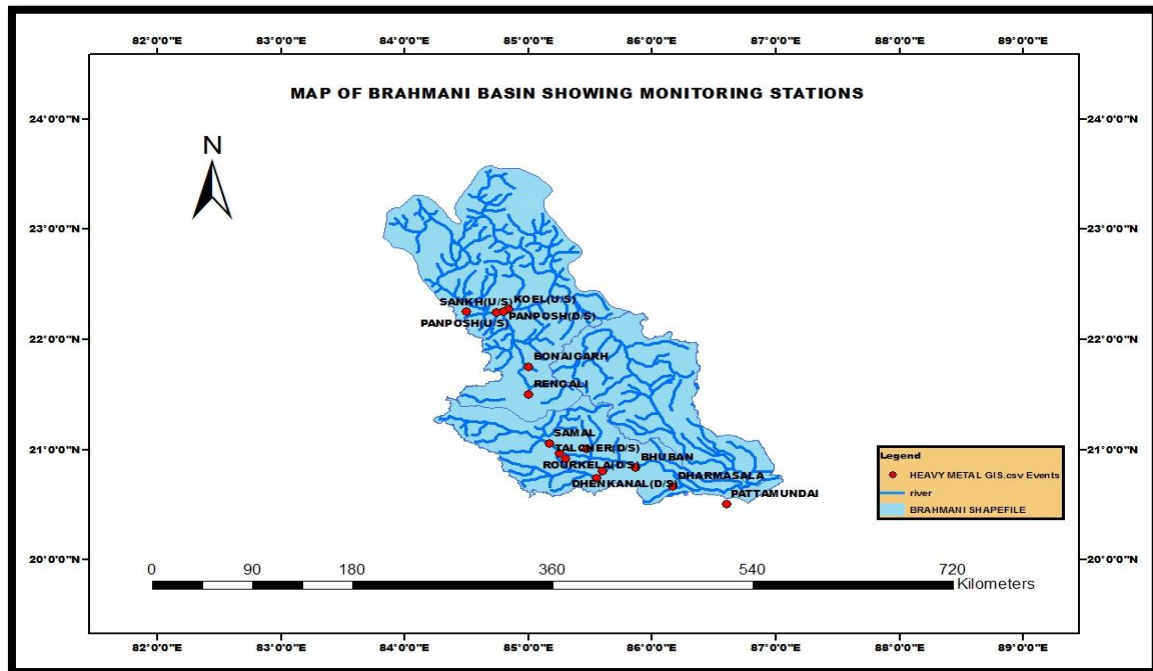 82°0'0"E 83°0'0"E 84°0'0"E 85°0'0"E 86°0'0"E 87°0'0"E 88°0'0"E 89°0'0"E
MAP OF BRAHMANI BASIN SHOWING MONITORING STATIONS
24°0'0"N 24°0'0"N
N
23°0'0"N 23°0'0"N
SANKH(U/S) KOEL(U/S)
PANPOSH(U/S) PANPOSH(D/S)
22°0'0"N 22°0'0"N
BONAIGARH
RENGALI
SAMAL
21°0'0"N 21°0'0"N
TALCHER(D/S)
BHUBAN
ROURKELA(D/S)
DHENKANAL(D/S) DHARMASALA
PATTAMUNDAI
Legend
HEAVY METAL GIS.csv Events
river
BRAHMANI SHAPEFILE
20°0'0"N 20°0'0"N
0 90 180 360 540 720
Kilometers
82°0'0"E 83°0'0"E 84°0'0"E 85°0'0"E 86°0'0"E 87°0'0"E 88°0'0"E 89°0'0"E